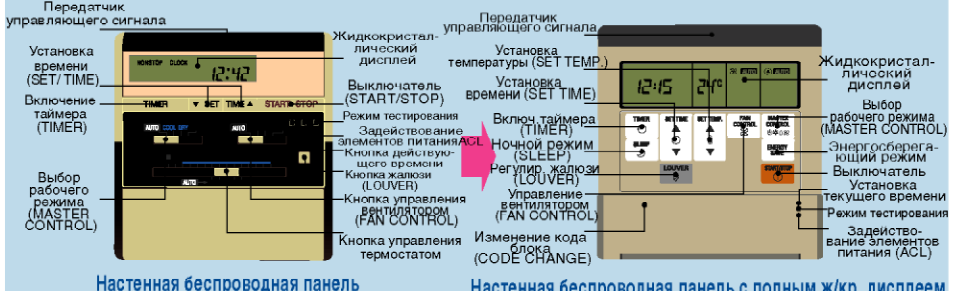 Передатчик
управляющего сигнала
Установка
времени
(SET/ TIME)
Включение
таймера
(TIMER)
Выбор
рабочего
режима
(MASTER
CONTROL)
NONSTOP CLOCK
12:42
TIMER ▼ SET TIME ▲ START•STOP
AUTO COOL OFF
AUTO
AUTO
Жидкокристал-
лический
дисплей
Выключатель
(START/STOP)
Режим тестирования
Задействование
элементов питанияACL
Кнопка действую-
щего времени
Кнопка жалюзи
(LOUVER)
Кнопка управления
вентилятором
(FAN CONTROL)
Кнопка управления
термостатом
Настенная беспроводная панель
Передатчик
управляющего сигнала
Установка
температуры (SET TEMP.)
Установка
времени (SET TIME)
Включ.таймера
(TIMER)
Ночной режим
(SLEEP)
Регулир. жалюзи
(LOUVER)
Управление
вентилятором
(FAN CONTROL)
Изменение кода
блока
(CODE CHANGE)
12:15
24°C
AUTO
AUTO
TIMER
SET TIME
SET TEMP.
FAN
CONTROL
MASTER
CONTROL
SLEEP
ENERGY
SAVE
LOUVER
START/STOP
Жидкокристал-
лический
дисплей
Выбор
рабочего режима
(MASTER CONTROL)
Энергосберега-
ющий режим
Выключатель
Установка
текущего времени
Режим тестирования
Задейство-
вание элементов
питания (ACL)
Настенная беспроводная панель с полным ж/кр. дисплеем